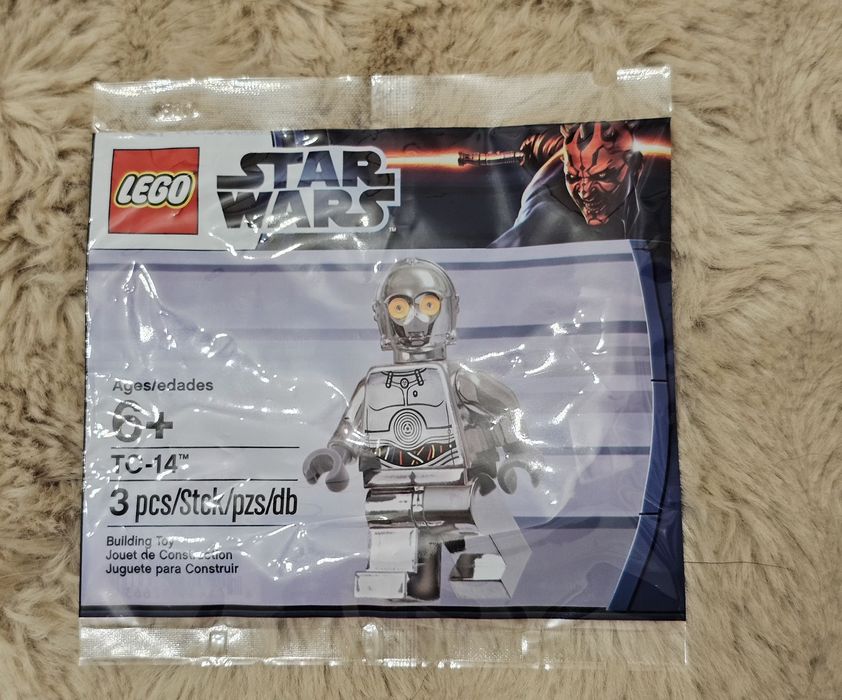 LEGO
STAR
WARS™
Ages/edades
6+
TC-14™
3 pcs/Stck/pzs/db
Building Toy
Jouet de Construction
Juguete para Construir